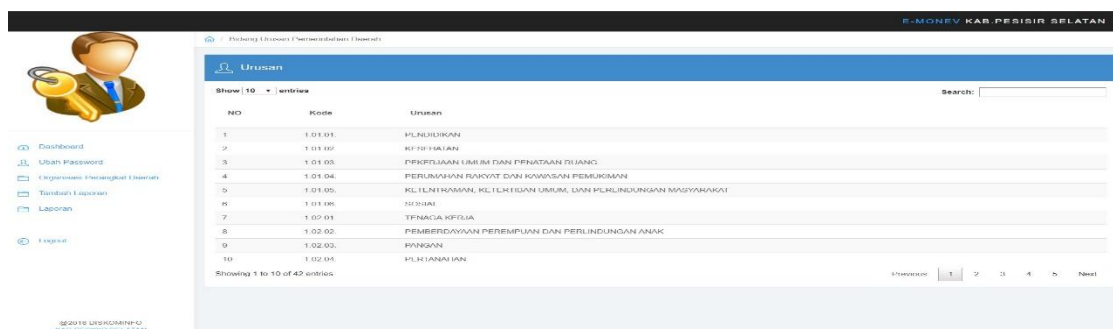 E-MONEV KAB.PESISIR SELATAN
/ Bidang Urusan Pemerintahan Daerah
Urusan
Show 10 entries
Search:
NO Kode Urusan
1 1.01.01. PENDIDIKAN
2 1.01.02. KESEHATAN
3 1.01.03. PEKERJAAN UMUM DAN PENATAAN RUANG
4 1.01.04. PERUMAHAN RAKYAT DAN KAWASAN PEMUKIMAN
5 1.01.05. KETENTRAMAN, KETERTIBAN UMUM, DAN PERLINDUNGAN MASYARAKAT
6 1.01.06. SOSIAL
7 1.02.01. TENAGA KERJA
8 1.02.02. PEMBERDAYAAN PEREMPUAN DAN PERLINDUNGAN ANAK
9 1.02.03. PANGAN
10 1.02.04. PERTANAHAN
Showing 1 to 10 of 42 entries
Previous 1 2 3 4 5 Next
Dashboard
Ubah Password
Organisasi Perangkat Daerah
Tambah Laporan
Laporan
Logout
@2018 DISKOMINFO